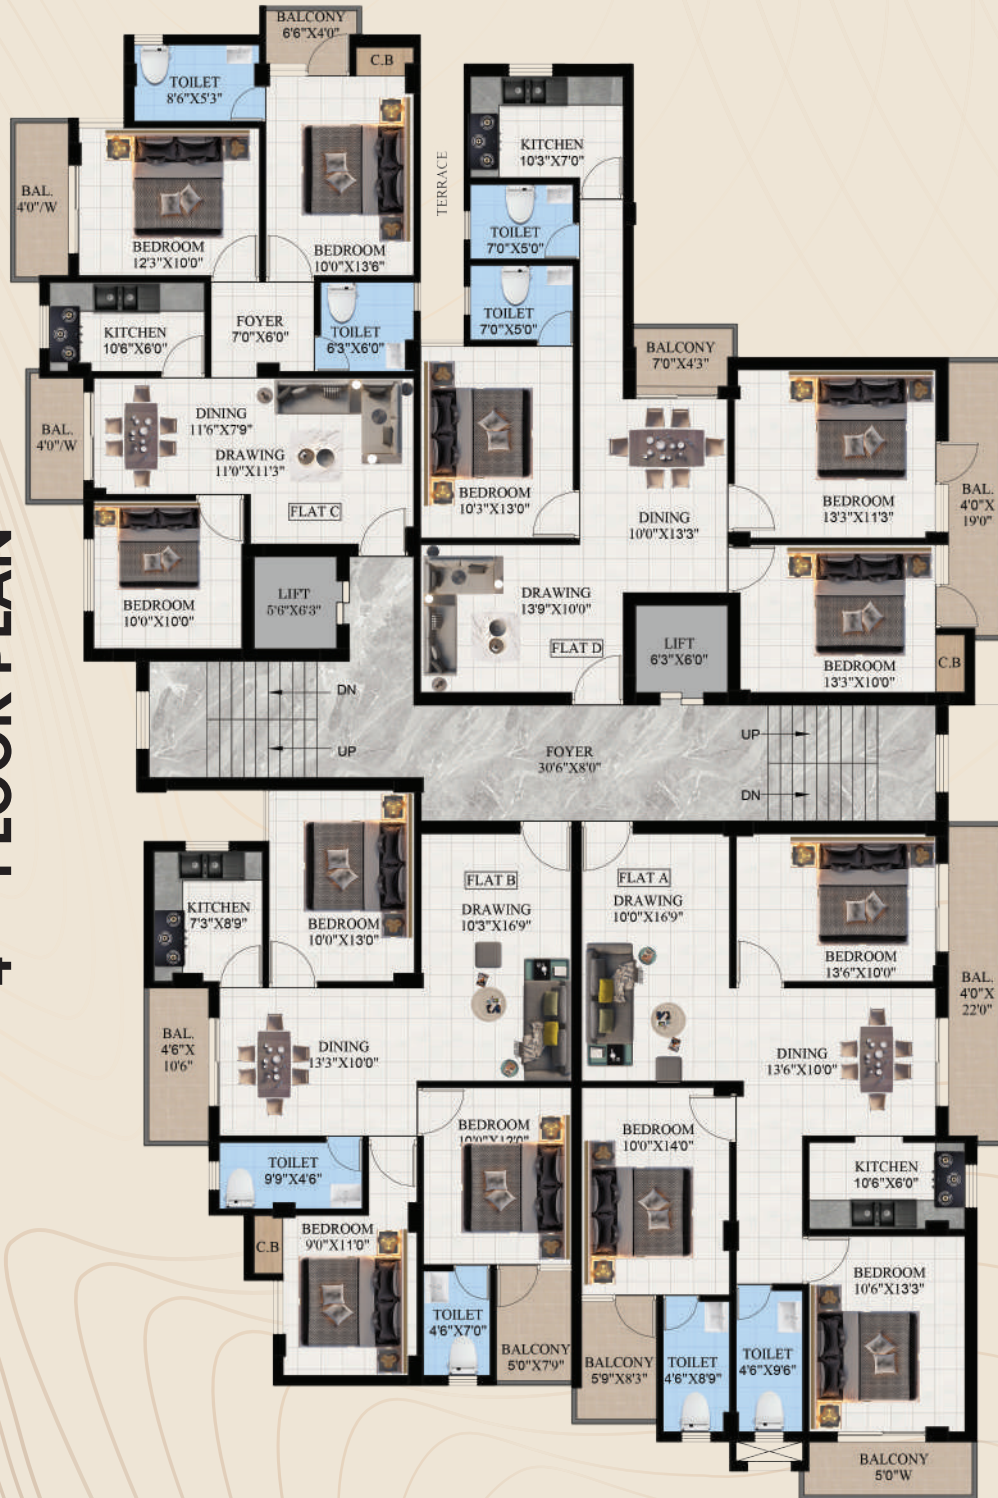 BALCONY
6'6"X4'0"
C.B
TOILET
8'6"X5'3"
BAL.
4'0"/W
BEDROOM
12'3"X10'0"
BEDROOM
10'0"X13'6"
TERRACE
KITCHEN
10'3"X7'0"
TOILET
7'0"X5'0"
TOILET
7'0"X5'0"
KITCHEN
10'6"X6'0"
FOYER
7'0"X6'0"
TOILET
6'3"X6'0"
BALCONY
7'0"X4'3"
BAL.
4'0"/W
DINING
11'6"X7'9"
DRAWING
11'0"X11'3"
FLAT C
BEDROOM
10'3"X13'0"
DINING
10'0"X13'3"
BEDROOM
13'3"X11'3"
BAL.
4'0"X
19'0"
BEDROOM
10'0"X10'0"
LIFT
5'6"X6'3"
DRAWING
13'9"X10'0"
FLAT D
LIFT
6'3"X6'0"
BEDROOM
13'3"X10'0"
C.B
DN
UP
FOYER
30'6"X8'0"
UP
DN
FLOOR PLAN
KITCHEN
7'3"X8'9"
BEDROOM
10'0"X13'0"
FLAT B
DRAWING
10'3"X16'9"
FLAT A
DRAWING
10'0"X16'9"
BEDROOM
13'6"X10'0"
BAL.
4'0"X
22'0"
BAL.
4'6"X
10'6"
DINING
13'3"X10'0"
DINING
13'6"X10'0"
BEDROOM
10'0"X12'0"
BEDROOM
10'0"X14'0"
TOILET
9'9"X4'6"
KITCHEN
10'6"X6'0"
C.B
BEDROOM
9'0"X11'0"
BEDROOM
10'6"X13'3"
TOILET
4'6"X7'0"
BALCONY
5'0"X7'9"
BALCONY
5'9"X8'3"
TOILET
4'6"X8'9"
TOILET
4'6"X9'6"
BALCONY
5'0"W